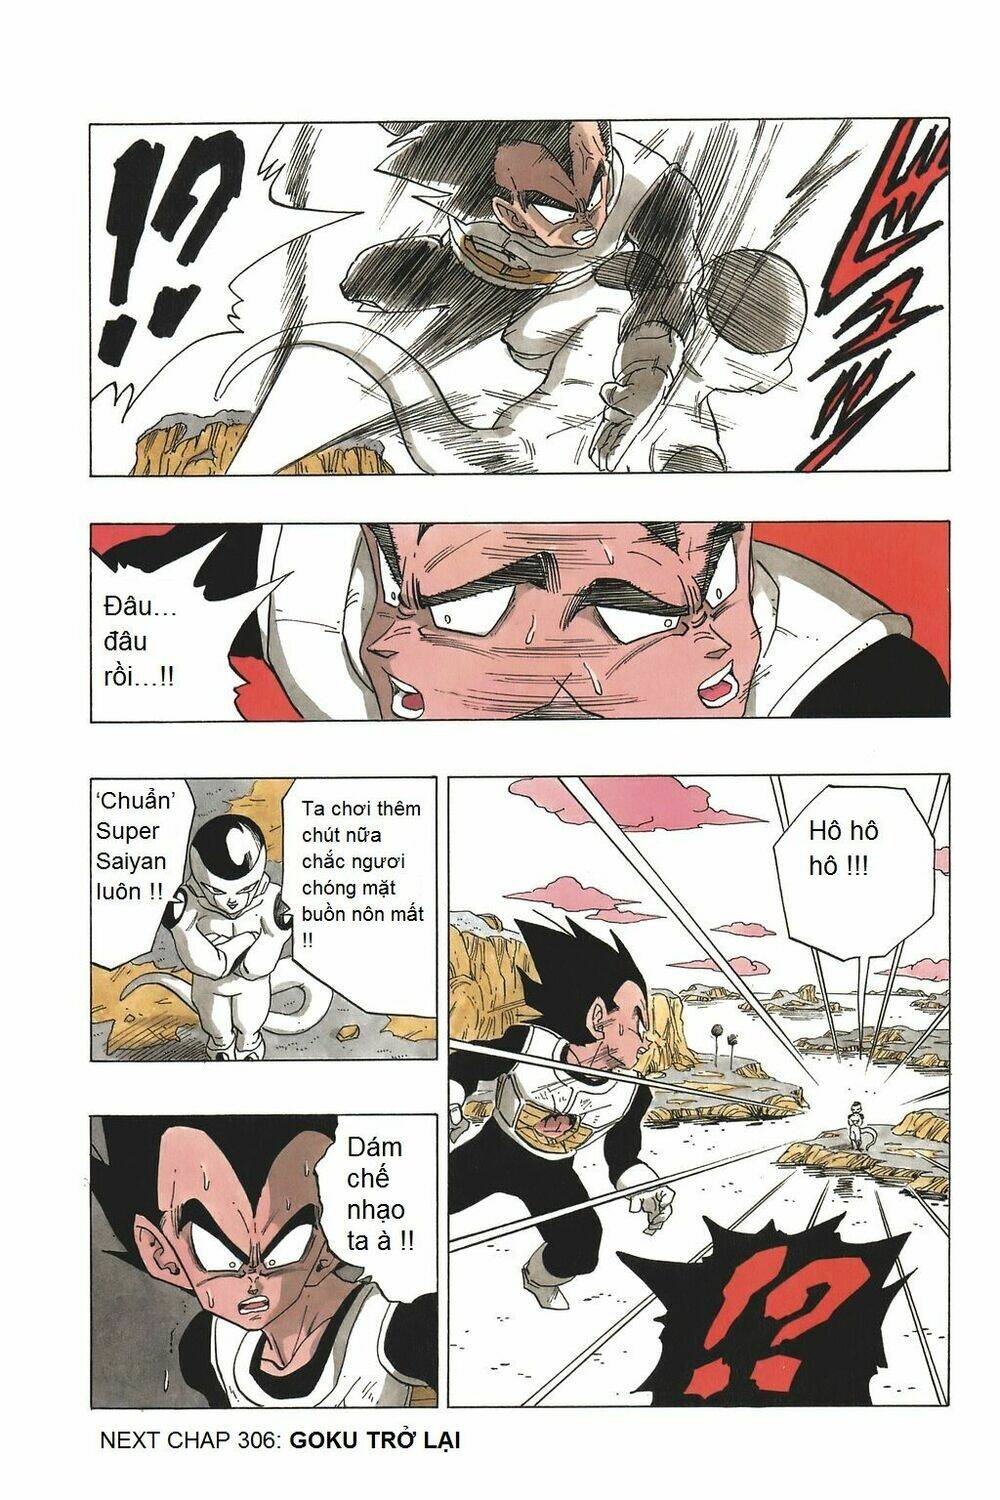 !?
Đâu...
đâu
rồi...!!
Hô hô
hô !!!
!?
Ta chơi thêm
chút nữa
chắc ngươi
chóng mặt
buồn nôn mất
!!
‘Chuẩn’
Super
Saiyan
luôn !!
Dám
chế
nhạo
ta à !!
NEXT CHAP 306: GOKU TRỞ LẠI